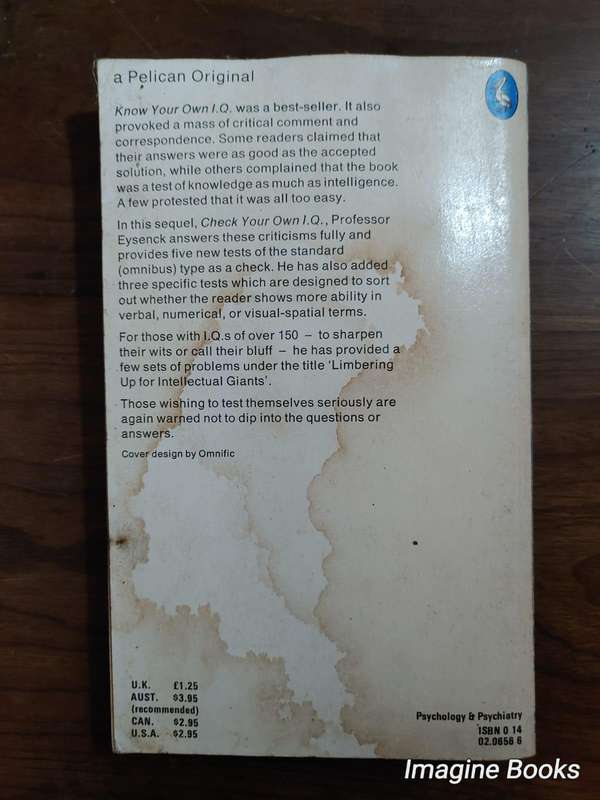 a Pelican Original
Know Your Own I.Q. was a best-seller. It also
provoked a mass of critical comment and
correspondence. Some readers claimed that
their answers were as good as the accepted
solution, while others complained that the book
was a test of knowledge as much as intelligence.
A few protested that it was all too easy.
In this sequel, Check Your Own I.Q., Professor
Eysenck answers these criticisms fully and
provides five new tests of the standard
(omnibus) type as a check. He has also added
three specific tests which are designed to sort
out whether the reader shows more ability in
verbal, numerical, or visual-spatial terms.
For those with I.Q.s of over 150 – to sharpen
their wits or call their bluff – he has provided a
few sets of problems under the title 'Limbering
Up for Intellectual Giants'.
Those wishing to test themselves seriously are
again warned not to dip into the questions or
answers.
Cover design by Omnific
U.K. £1.25
AUST. $3.95
(recommended)
CAN. $2.95
U.S.A. $2.95
Psychology & Psychiatry
ISBN 0 14
02.0656 6
Imagine Books